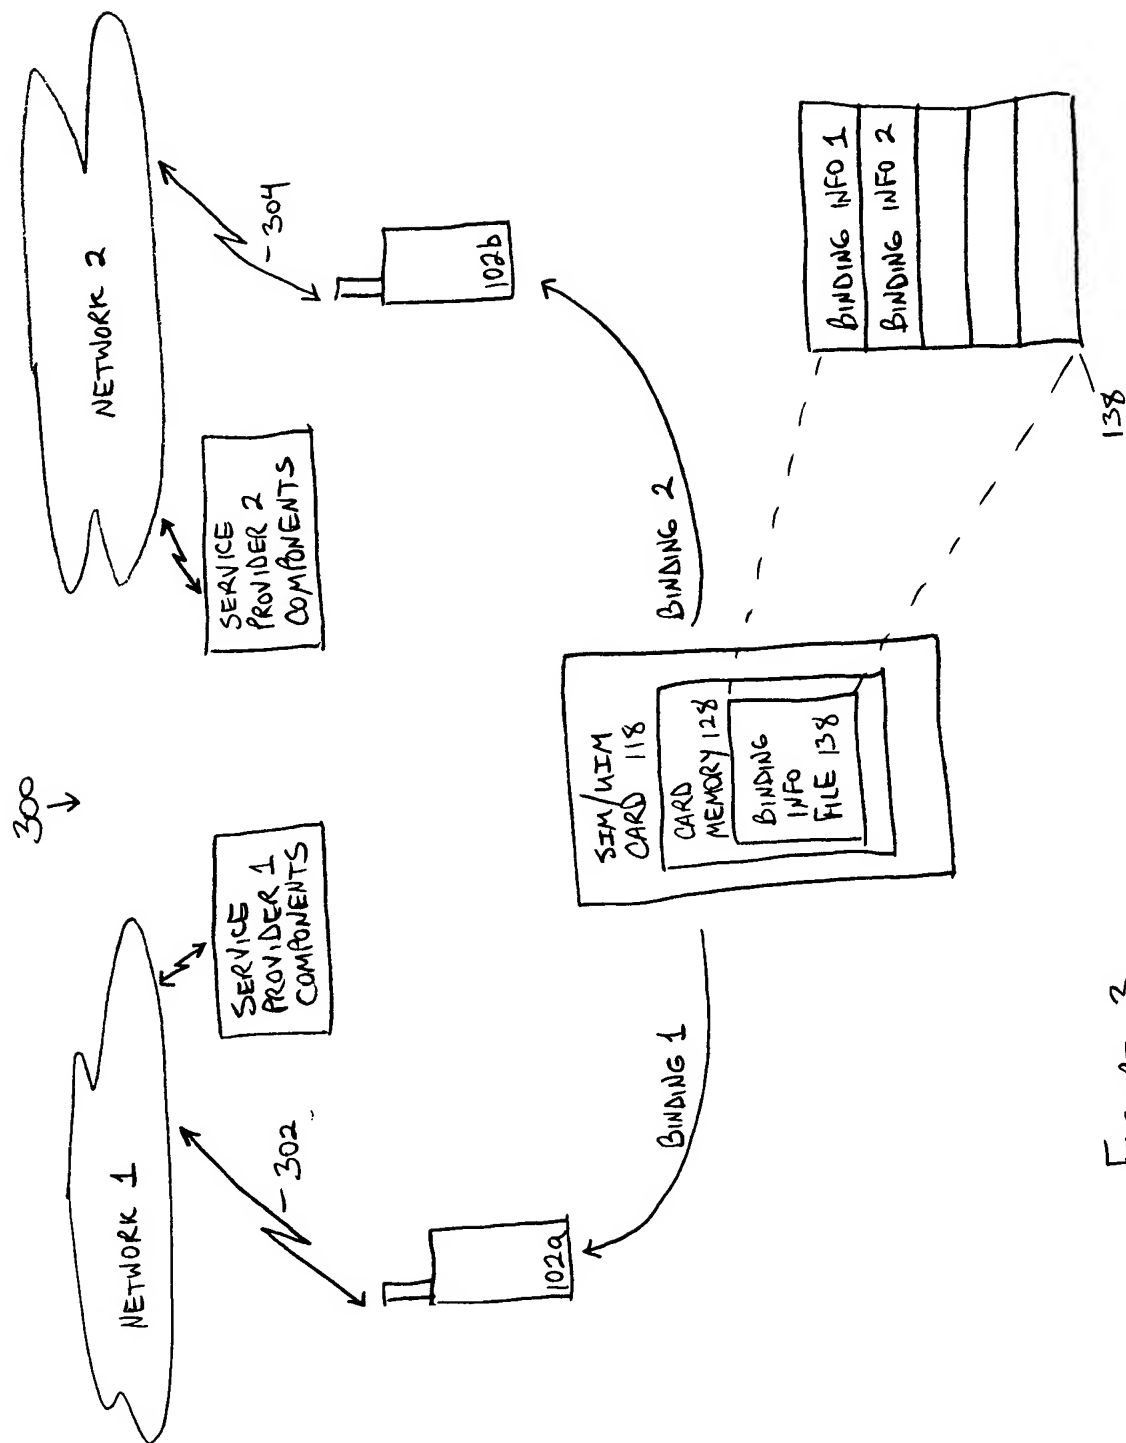 300
NETWORK 1
NETWORK 2
SERVICE
PROVIDER 1
COMPONENTS
SERVICE
PROVIDER 2
COMPONENTS
- 302
- 304
102a
102b
BINDING 1
BINDING 2
SIM/UIM
CARD 118
CARD
MEMORY 128
BINDING
INFO
FILE 138
BINDING INFO 1
BINDING INFO 2
138